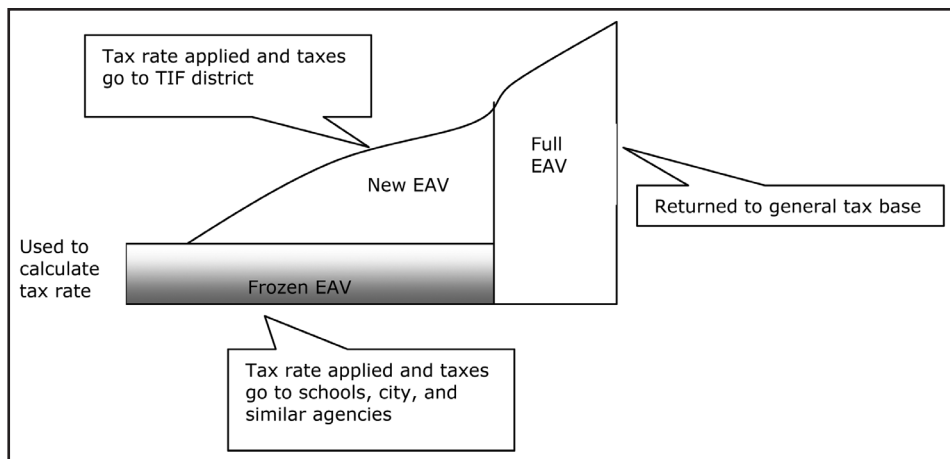 Tax rate applied and taxes
go to TIF district
Full
EAV
New EAV
Returned to general tax base
Used to
calculate
tax rate
Frozen EAV
Tax rate applied and taxes
go to schools, city, and
similar agencies